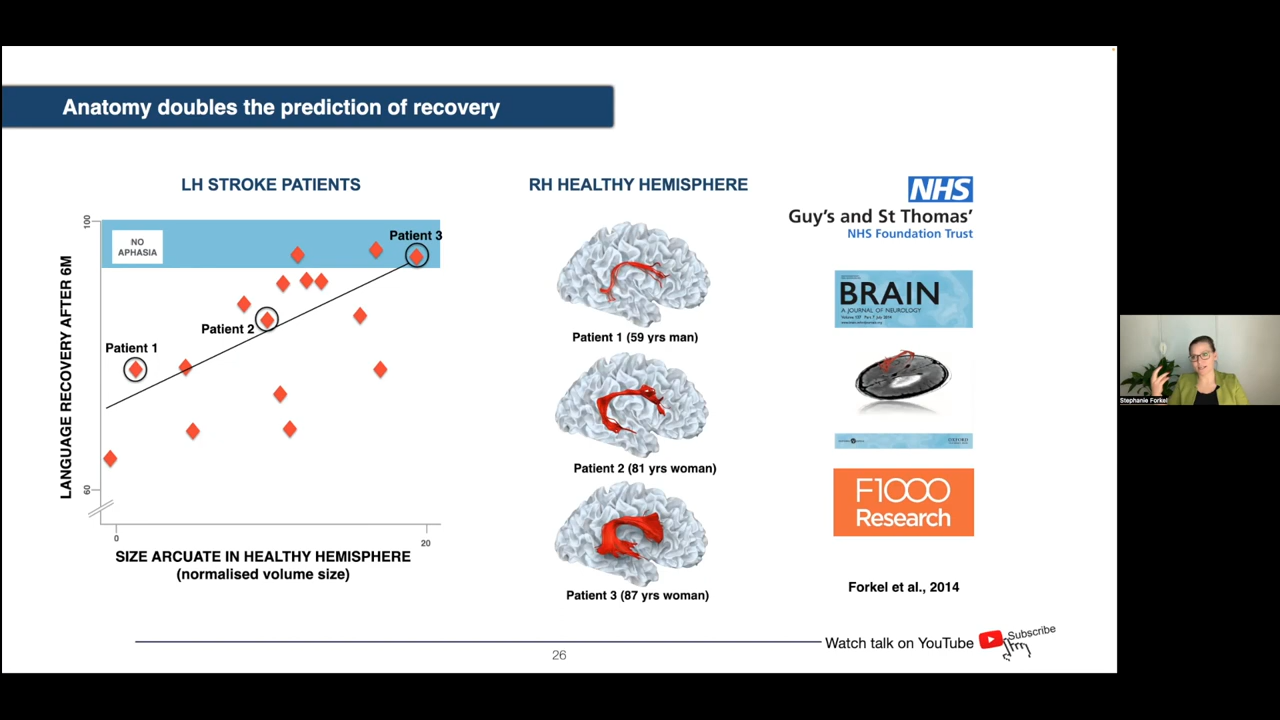 Anatomy doubles the prediction of recovery
LH STROKE PATIENTS
100
NO
APHASIA
Patient 3
Patient 2
Patient 1
LANGUAGE RECOVERY AFTER 6M
60
0
20
SIZE ARCUATE IN HEALTHY HEMISPHERE
(normalised volume size)
RH HEALTHY HEMISPHERE
Patient 1 (59 yrs man)
Patient 2 (81 yrs woman)
Patient 3 (87 yrs woman)
NHS
Guy's and St Thomas'
NHS Foundation Trust
BRAIN
A JOURNAL OF NEUROLOGY
OXFORD
F1000
Research
Forkel et al., 2014
Watch talk on YouTube
Subscribe
26
Stephanie Forkel